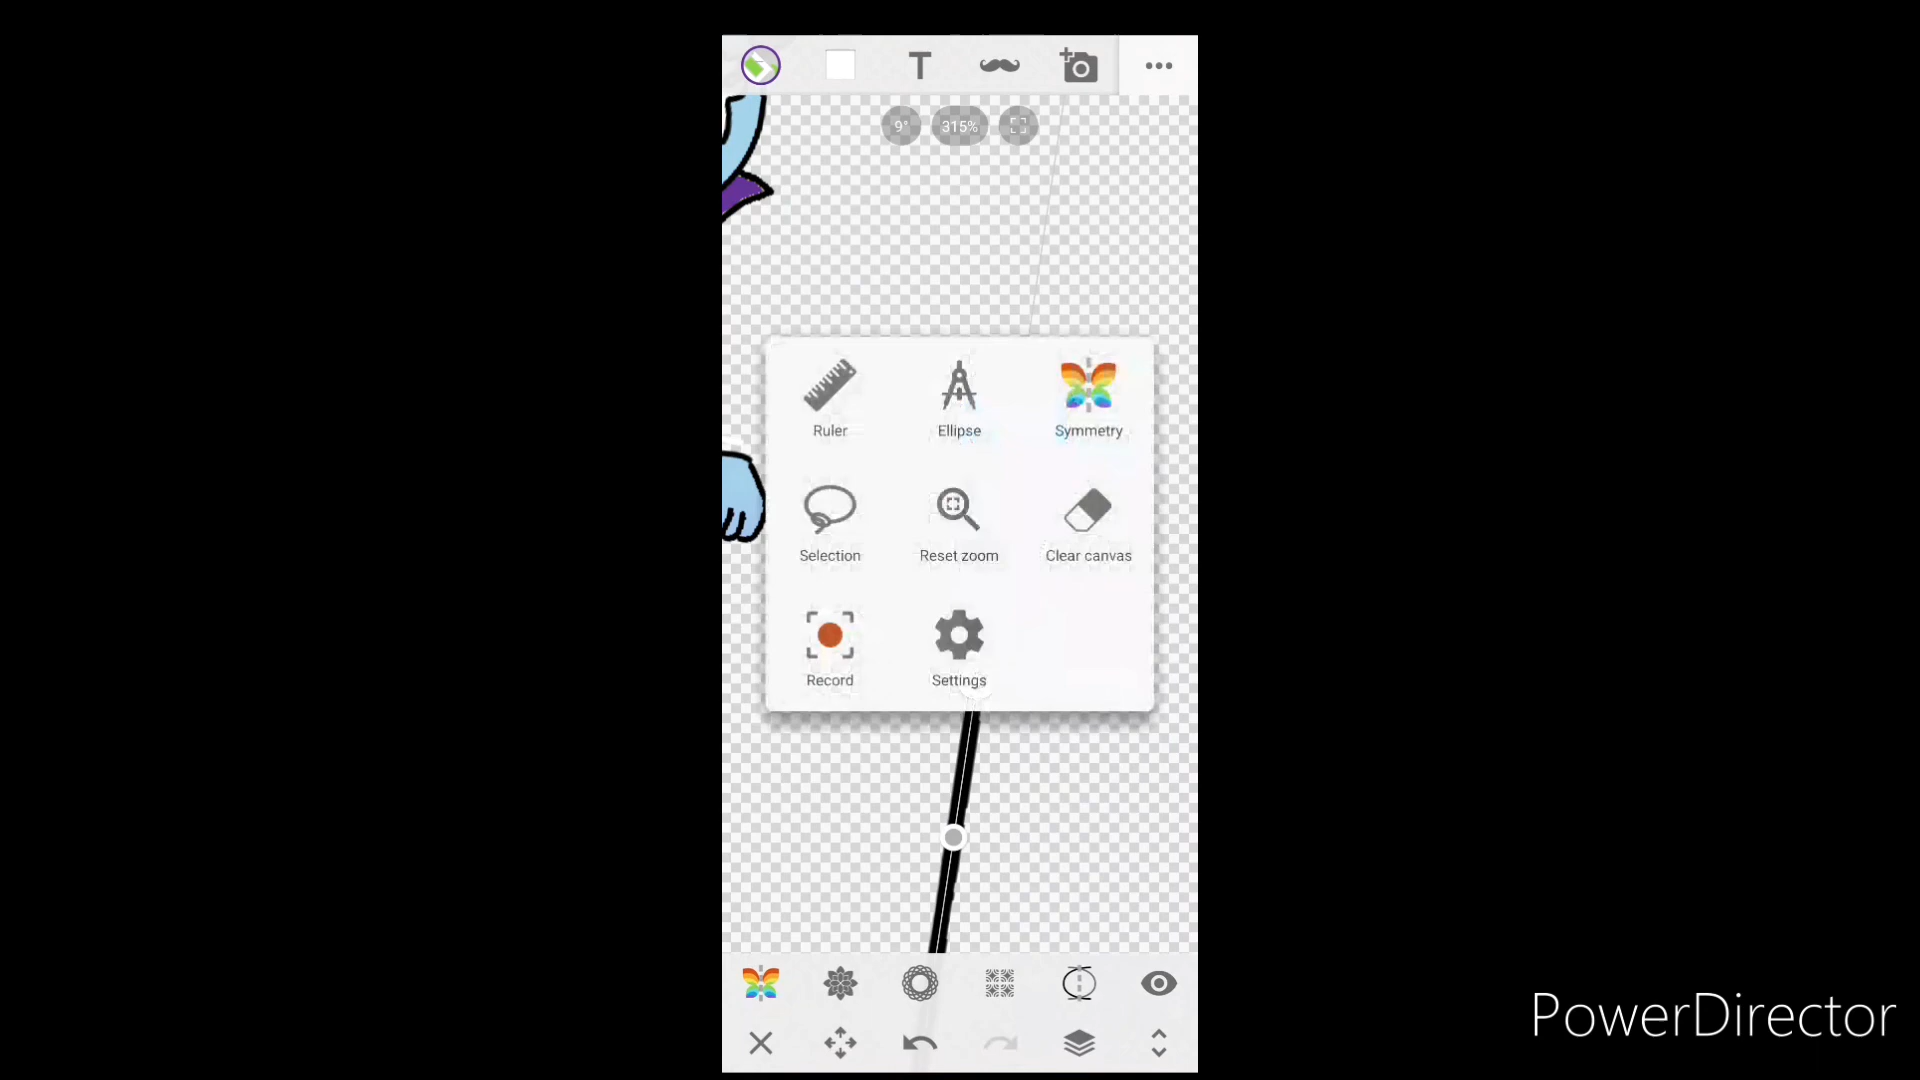 T
9°
315%
Ruler
Ellipse
Symmetry
Selection
Reset zoom
Clear canvas
Record
Settings
PowerDirector